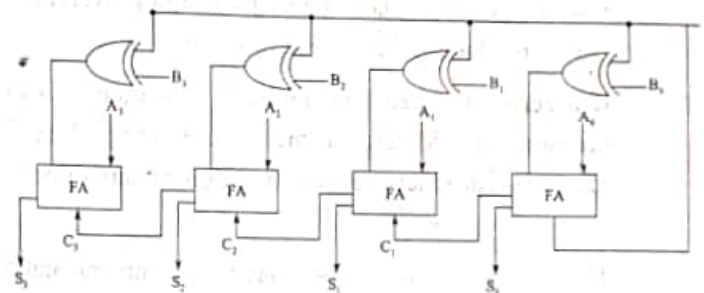 B₃
B₂
B₁
B₀
A₃
A₂
A₁
A₀
FA
FA
FA
FA
C₃
C₂
C₁
S₃
S₂
S₁
S₀